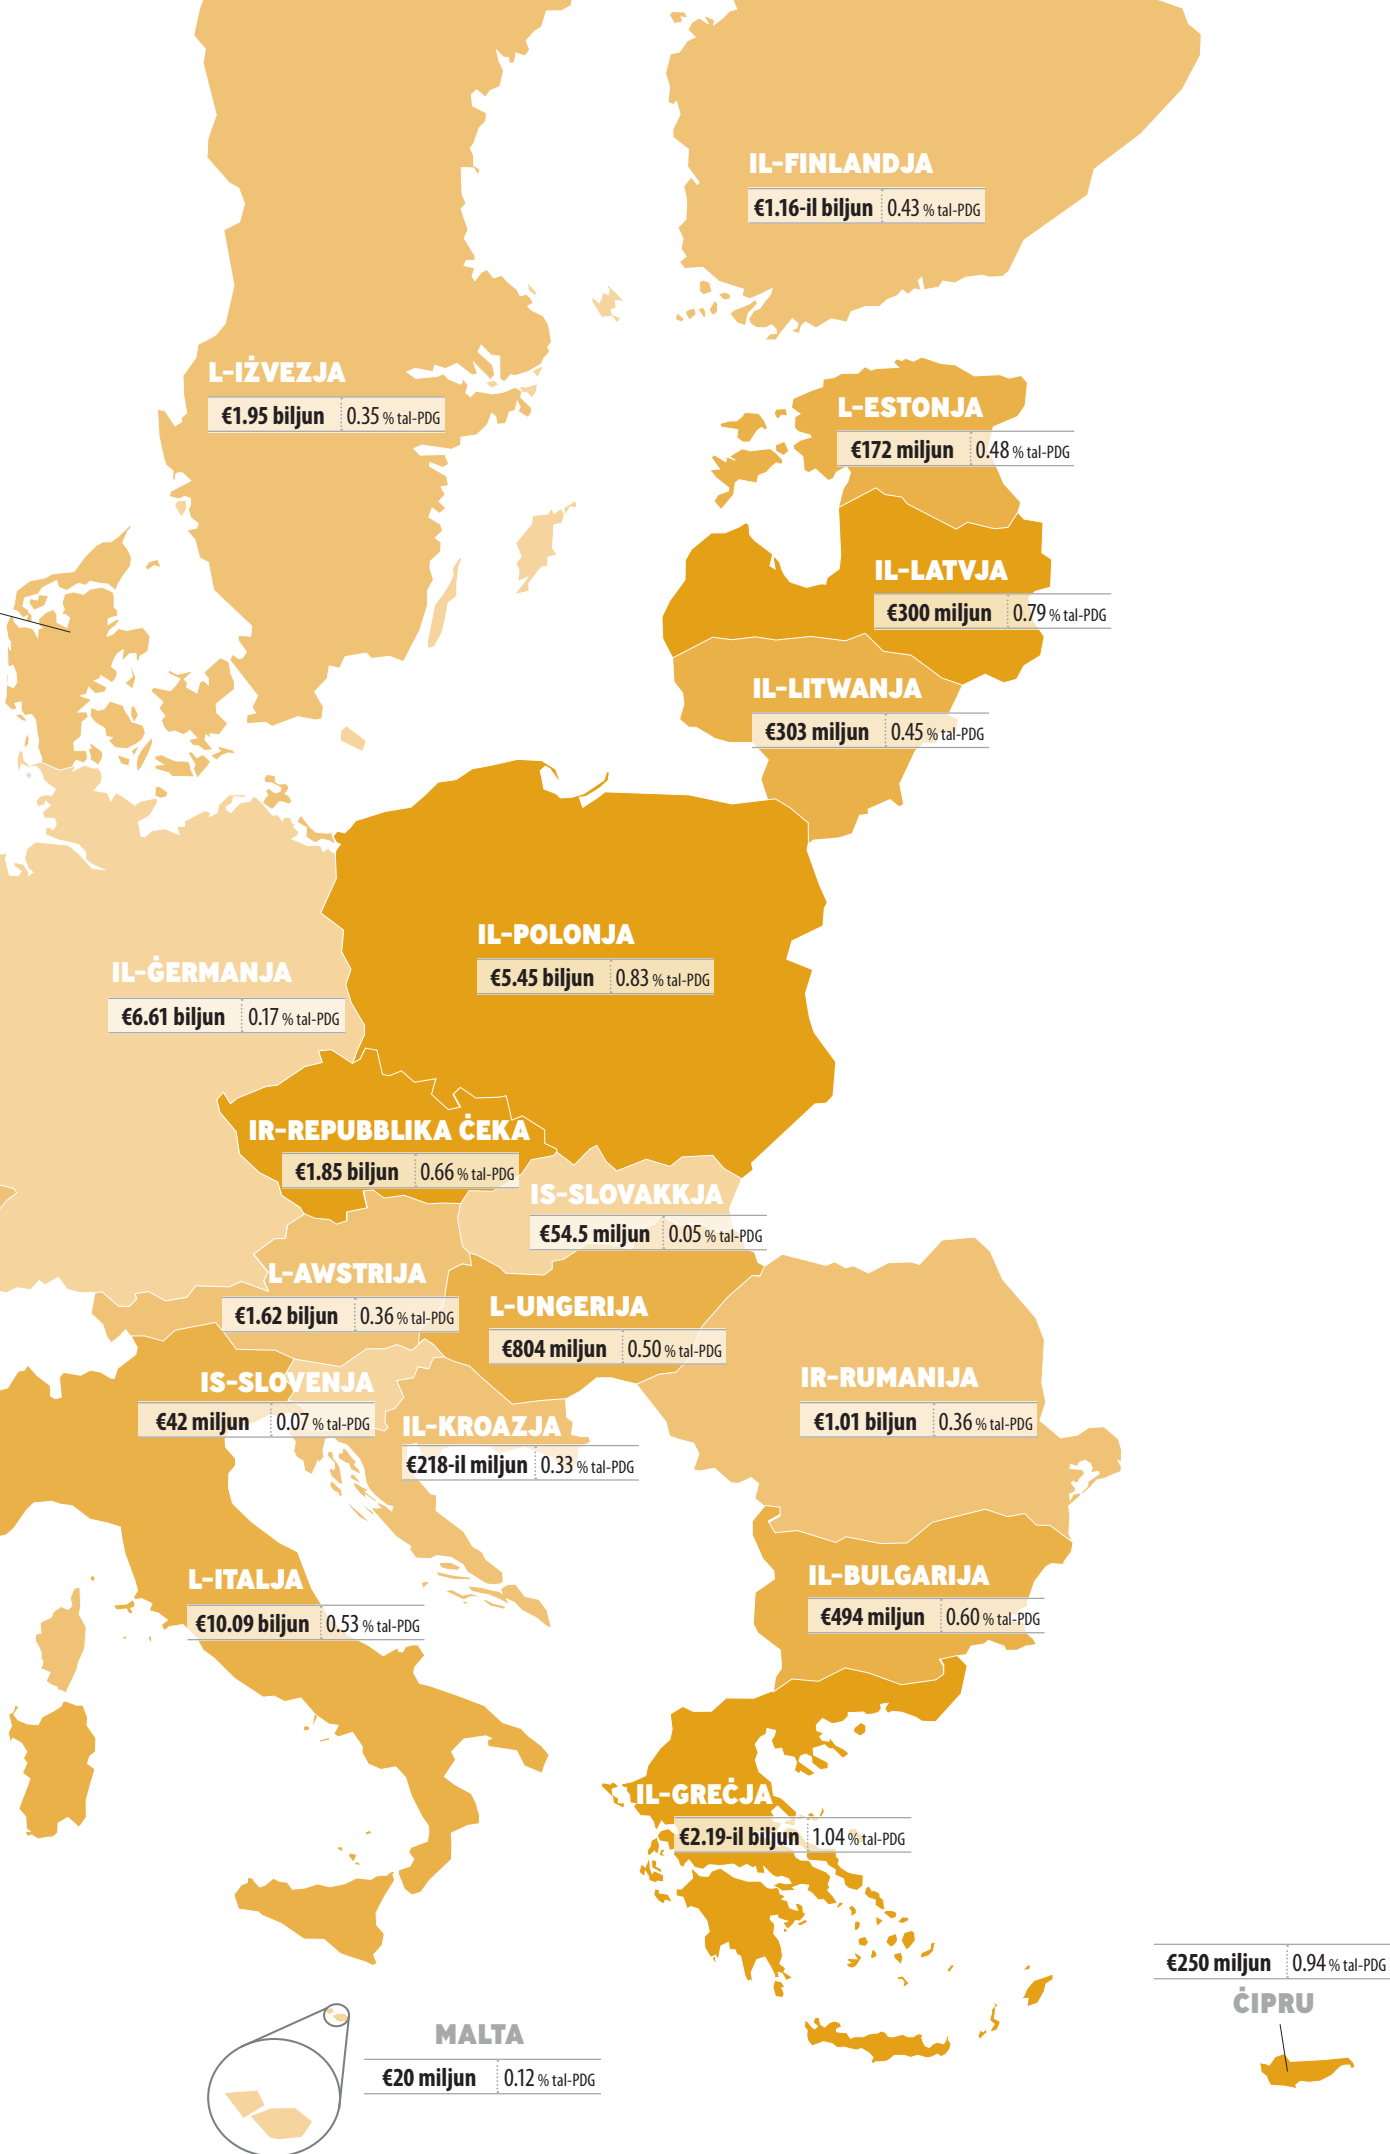 IL-FINLANDJA
€1.16-il biljun 0.43 % tal-PDG
L-IŻVEZJA
€1.95 biljun 0.35 % tal-PDG
L-ESTONJA
€172 miljun 0.48 % tal-PDG
IL-LATVJA
€300 miljun 0.79 % tal-PDG
IL-LITWANJA
€303 miljun 0.45 % tal-PDG
IL-POLONJA
€5.45 biljun 0.83 % tal-PDG
IL-ĠERMANJA
€6.61 biljun 0.17 % tal-PDG
IR-REPUBBLIKA ĊEKA
€1.85 biljun 0.66 % tal-PDG
IS-SLOVAKKJA
€54.5 miljun 0.05 % tal-PDG
L-AWSTRIJA
€1.62 biljun 0.36 % tal-PDG
L-UNGERIJA
€804 miljun 0.50 % tal-PDG
IS-SLOVENJA
€42 miljun 0.07 % tal-PDG
IR-RUMANIJA
€1.01 biljun 0.36 % tal-PDG
IL-KROAZJA
€218-il miljun 0.33 % tal-PDG
L-ITALJA
€10.09 biljun 0.53 % tal-PDG
IL-BULGARIJA
€494 miljun 0.60 % tal-PDG
IL-GREĊJA
€2.19-il biljun 1.04 % tal-PDG
€250 miljun 0.94 % tal-PDG
ĊIPRU
MALTA
€20 miljun 0.12 % tal-PDG